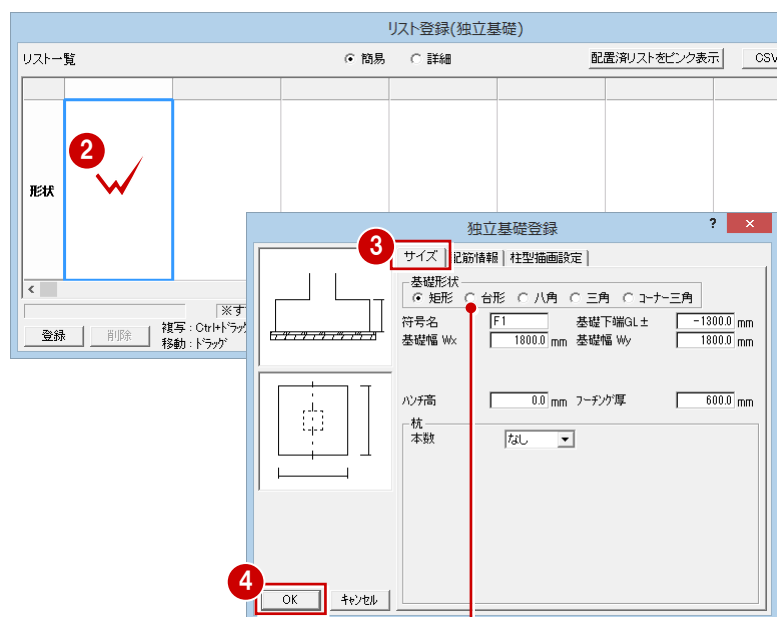 リスト登録(独立基礎)
リスト一覧 簡易 詳細 配置済リストをピンク表示 CSV
2
形状
独立基礎登録 ? ×
3
サイズ 配筋情報 柱型描画設定
基礎形状
矩形 台形 八角 三角 コーナー三角
符号名 F1 基礎下端GL± -1300.0 mm
基礎幅 Wx 1800.0 mm 基礎幅 Wy 1800.0 mm
ハンチ高 0.0 mm フーチング厚 600.0 mm
杭
本数 なし
<
※す
登録 削除 複写:Ctrl+ドラッグ
移動:ドラッグ
4
OK キャンセル